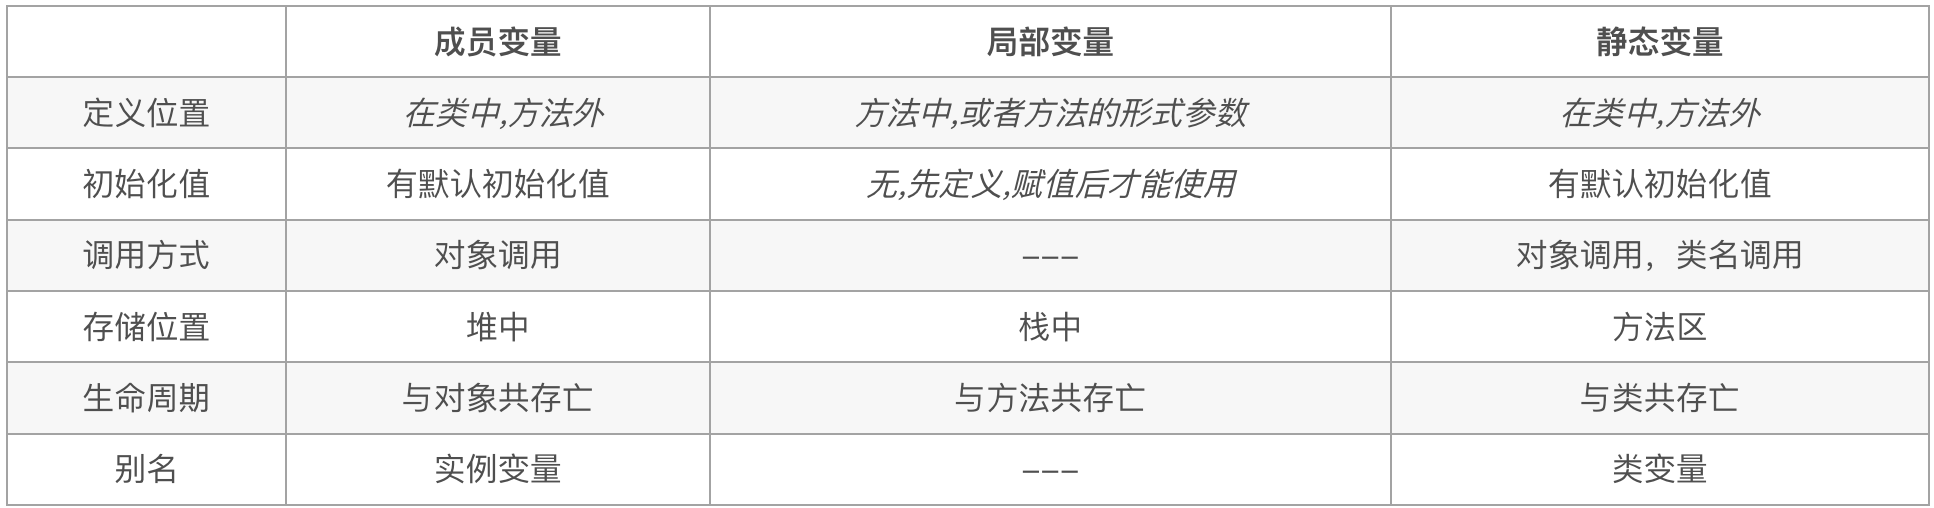 成员变量 局部变量 静态变量
定义位置 在类中,方法外 方法中,或者方法的形式参数 在类中,方法外
初始化值 有默认初始化值 无,先定义,赋值后才能使用 有默认初始化值
调用方式 对象调用 --- 对象调用，类名调用
存储位置 堆中 栈中 方法区
生命周期 与对象共存亡 与方法共存亡 与类共存亡
别名 实例变量 --- 类变量